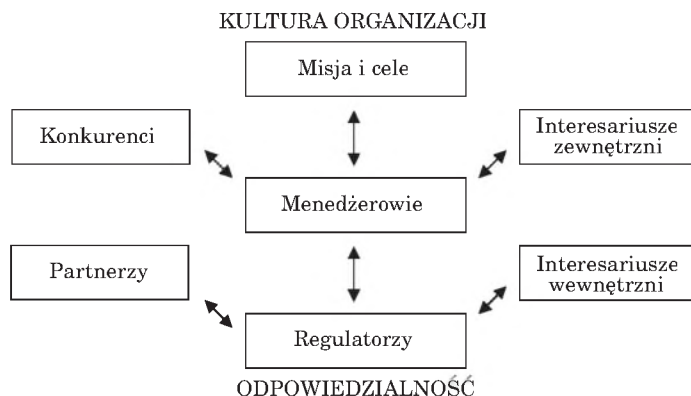 KULTURA ORGANIZACJI
Misja i cele
Konkurenci
Interesariusze
zewnętrzni
Menedżerowie
Partnerzy
Interesariusze
wewnętrzni
Regulatorzy
ODPOWIEDZIALNOŚĆ